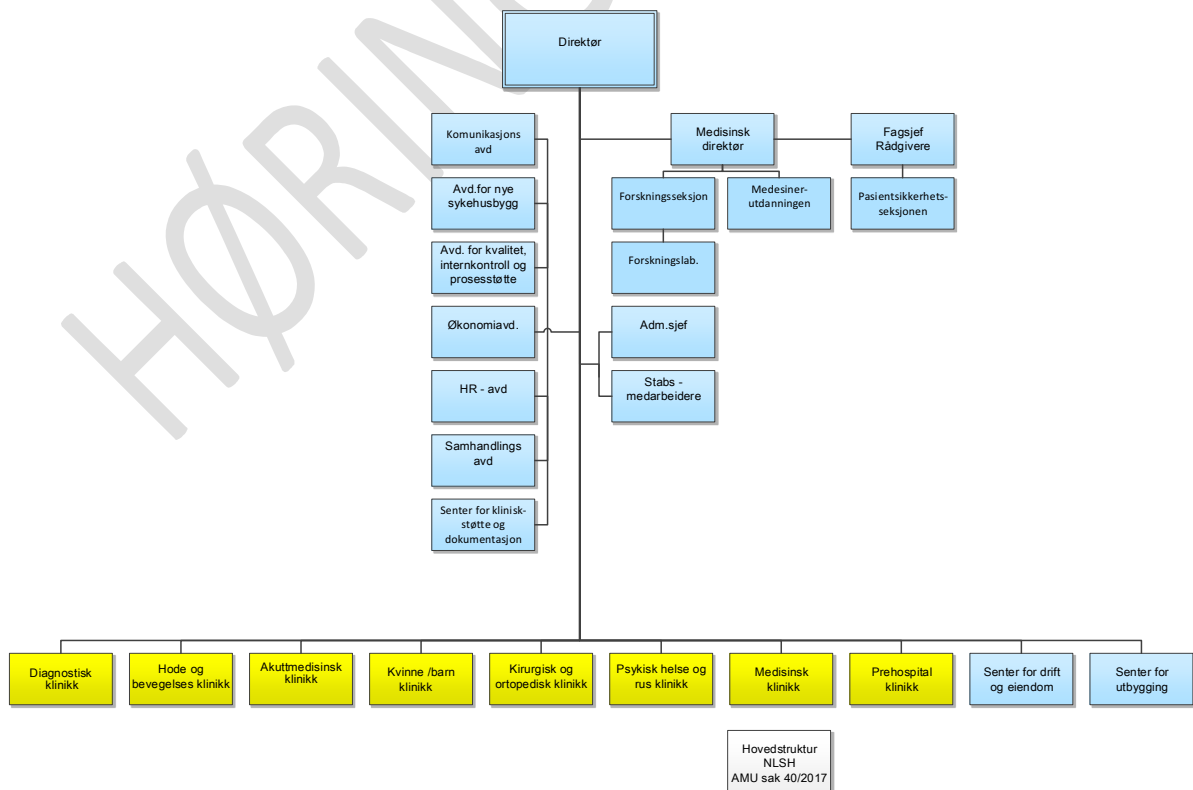 HØRING
Direktør
Komunikasjons
avd
Medisinsk
direktør
Fagsjef
Rådgivere
Avd.for nye
sykehusbygg
Forskningsseksjon
Medesiner-
utdanningen
Pasientsikkerhets-
seksjonen
Avd. for kvalitet,
internkontroll og
prosesstøtte
Forskningslab.
Økonomiavd.
Adm.sjef
HR - avd
Stabs -
medarbeidere
Samhandlings
avd
Senter for klinisk-
støtte og
dokumentasjon
Diagnostisk
klinikk
Hode og
bevegelses klinikk
Akuttmedisinsk
klinikk
Kvinne /barn
klinikk
Kirurgisk og
ortopedisk klinikk
Psykisk helse og
rus klinikk
Medisinsk
klinikk
Prehospital
klinikk
Senter for drift
og eiendom
Senter for
utbygging
Hovedstruktur
NLSH
AMU sak 40/2017